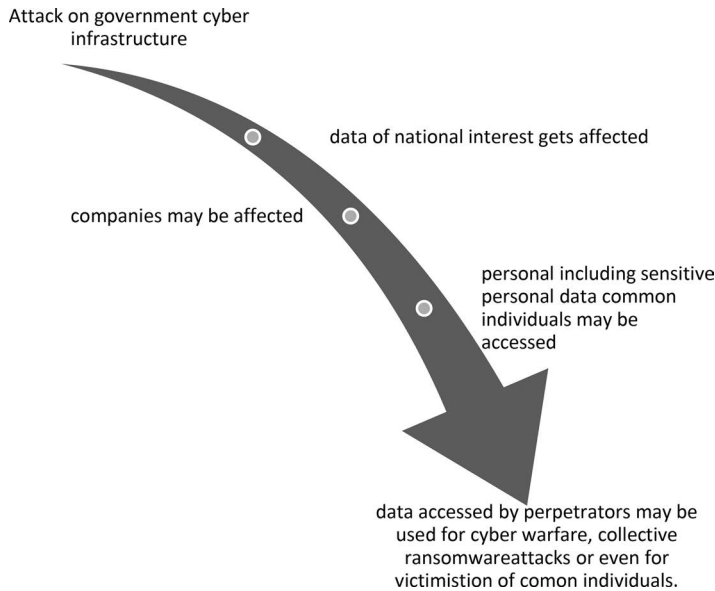 Attack on government cyber
infrastructure
data of national interest gets affected
companies may be affected
personal including sensitive
personal data common
individuals may be
accessed
data accessed by perpetrators may be
used for cyber warfare, collective
ransomwareattacks or even for
victimistion of comon individuals.